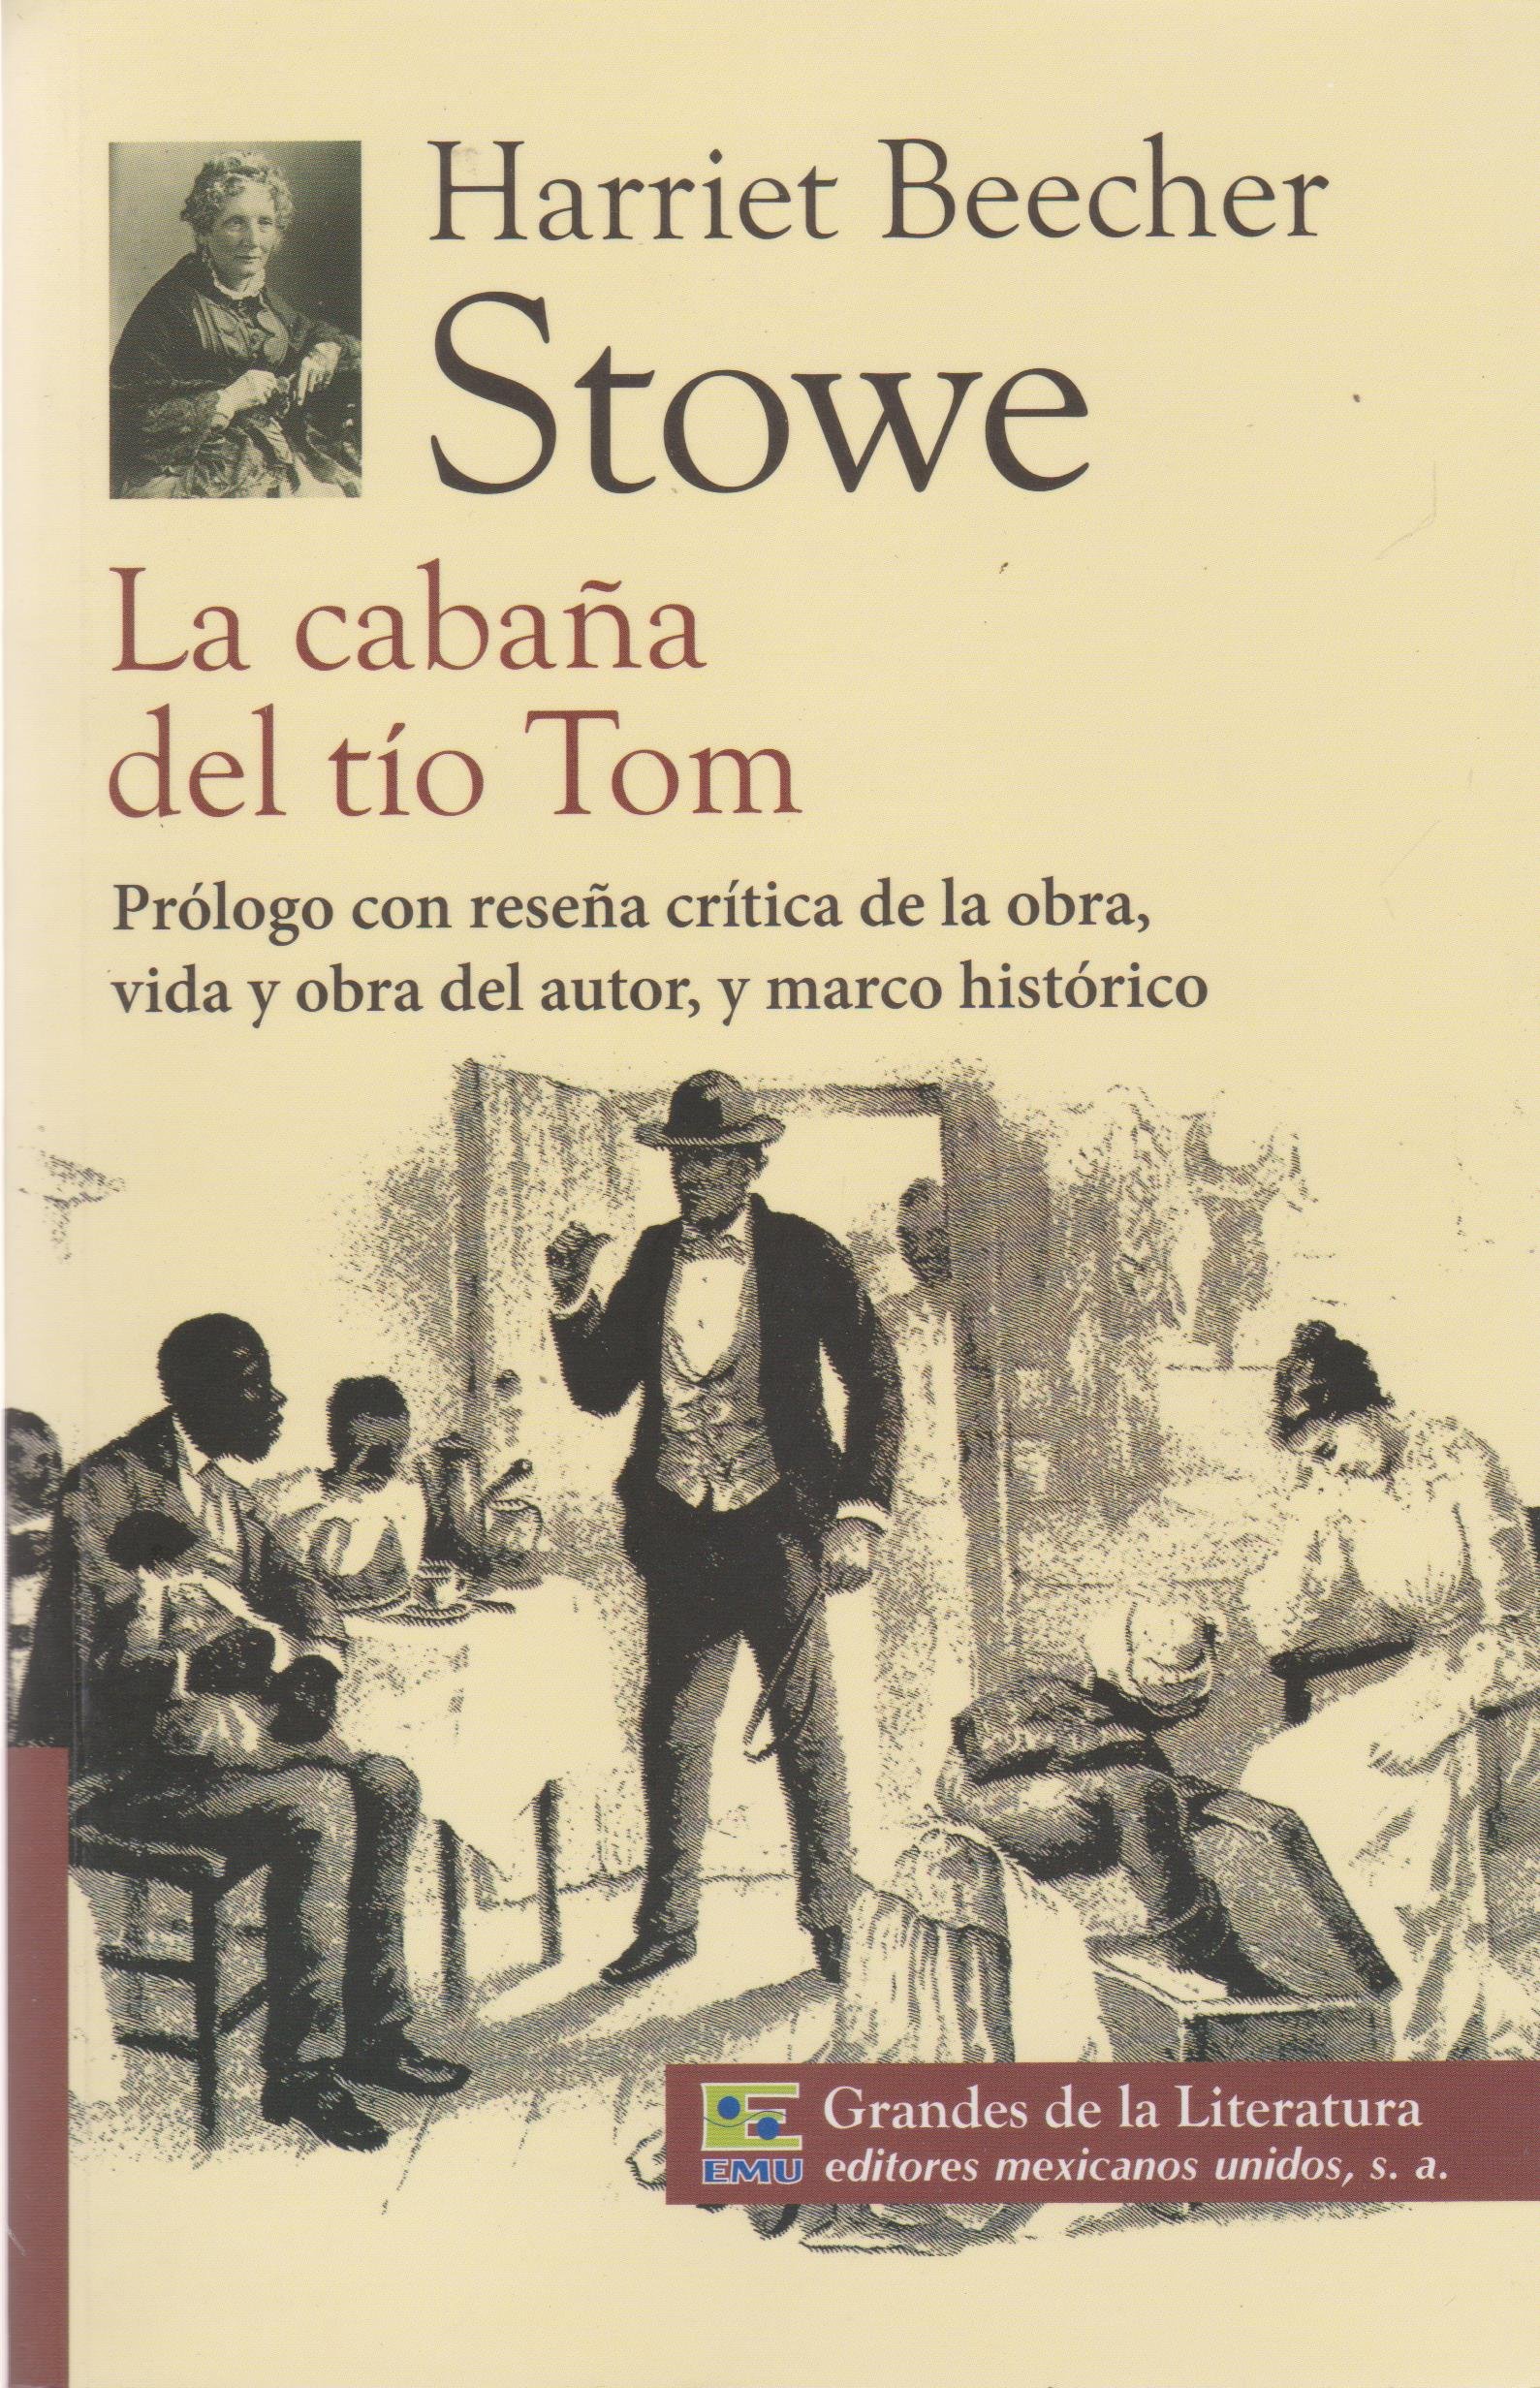 Harriet Beecher
Stowe
La cabaña
del tío Tom
Prólogo con reseña crítica de la obra,
vida y obra del autor, y marco histórico
Grandes de la Literatura
EMU
editores mexicanos unidos, s. a.